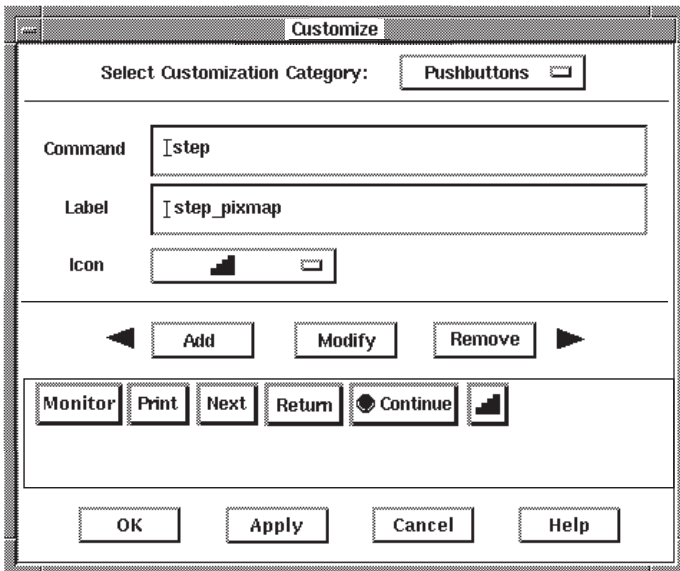 Customize
Select Customization Category: Pushbuttons
Command step
Label step_pixmap
Icon
Add Modify Remove
Monitor Print Next Return Continue
OK Apply Cancel Help